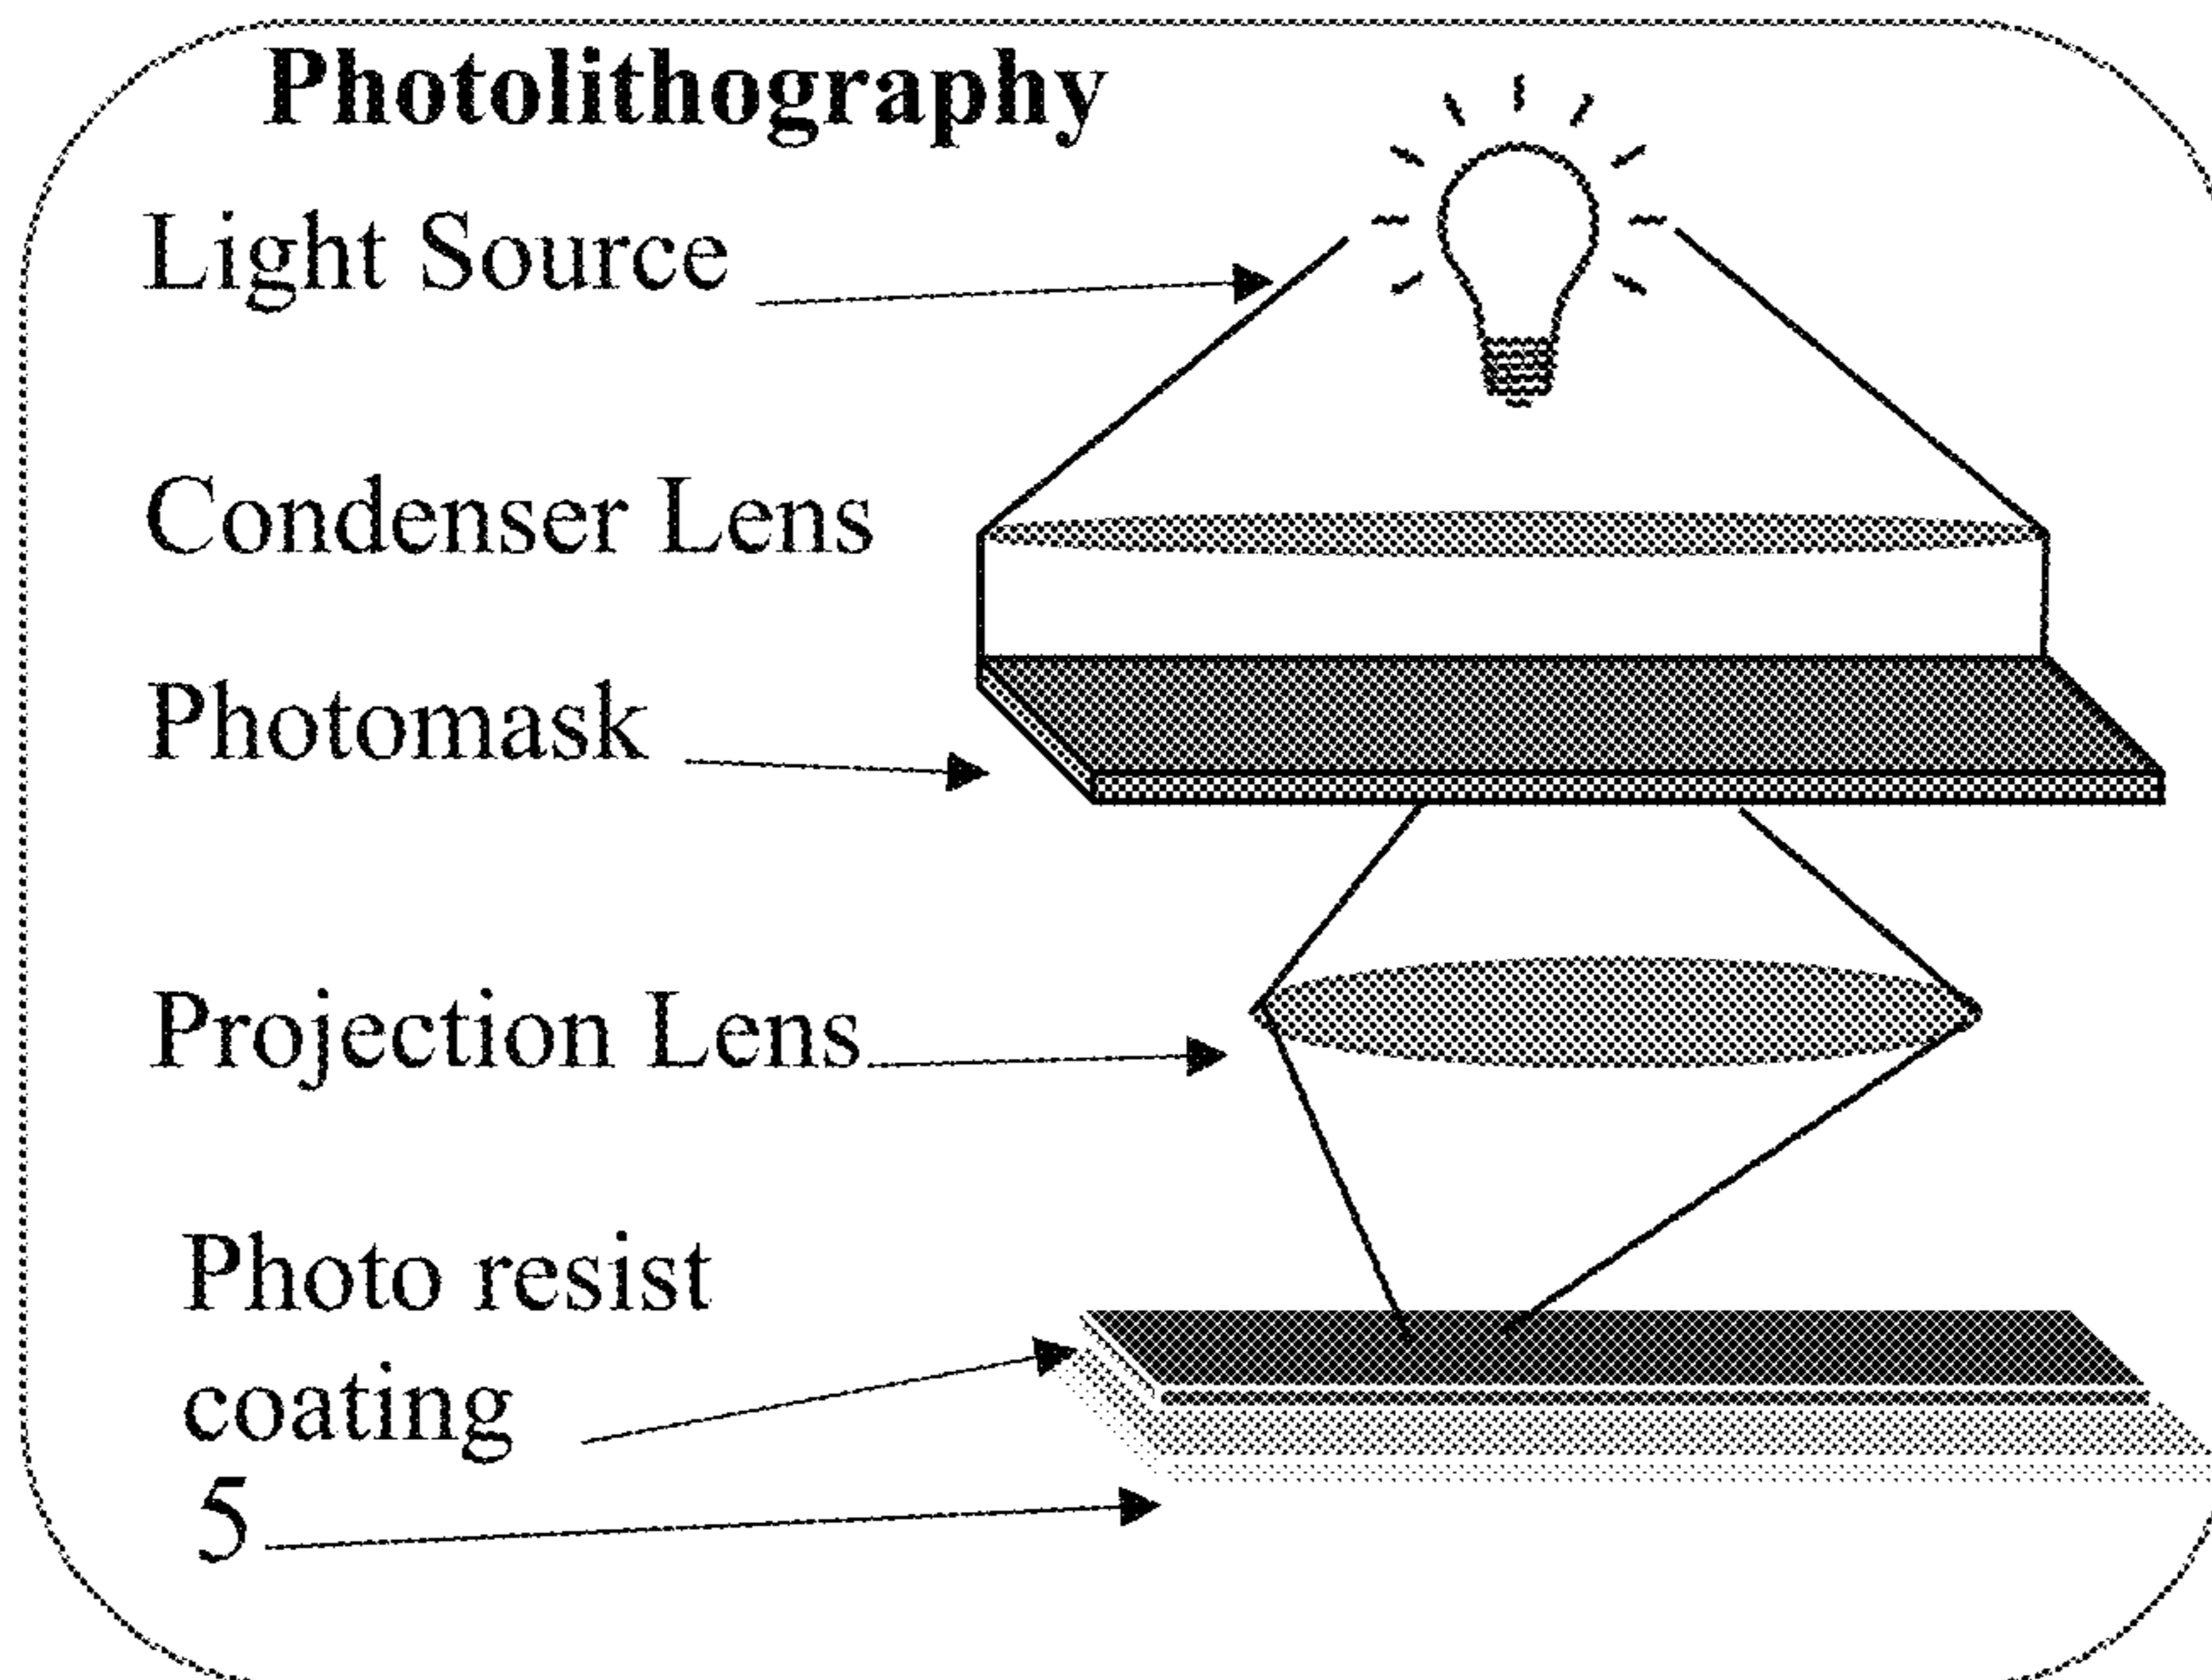 Photolithography
Light Source
Condenser Lens
Photomask
Projection Lens
Photo resist
coating
5